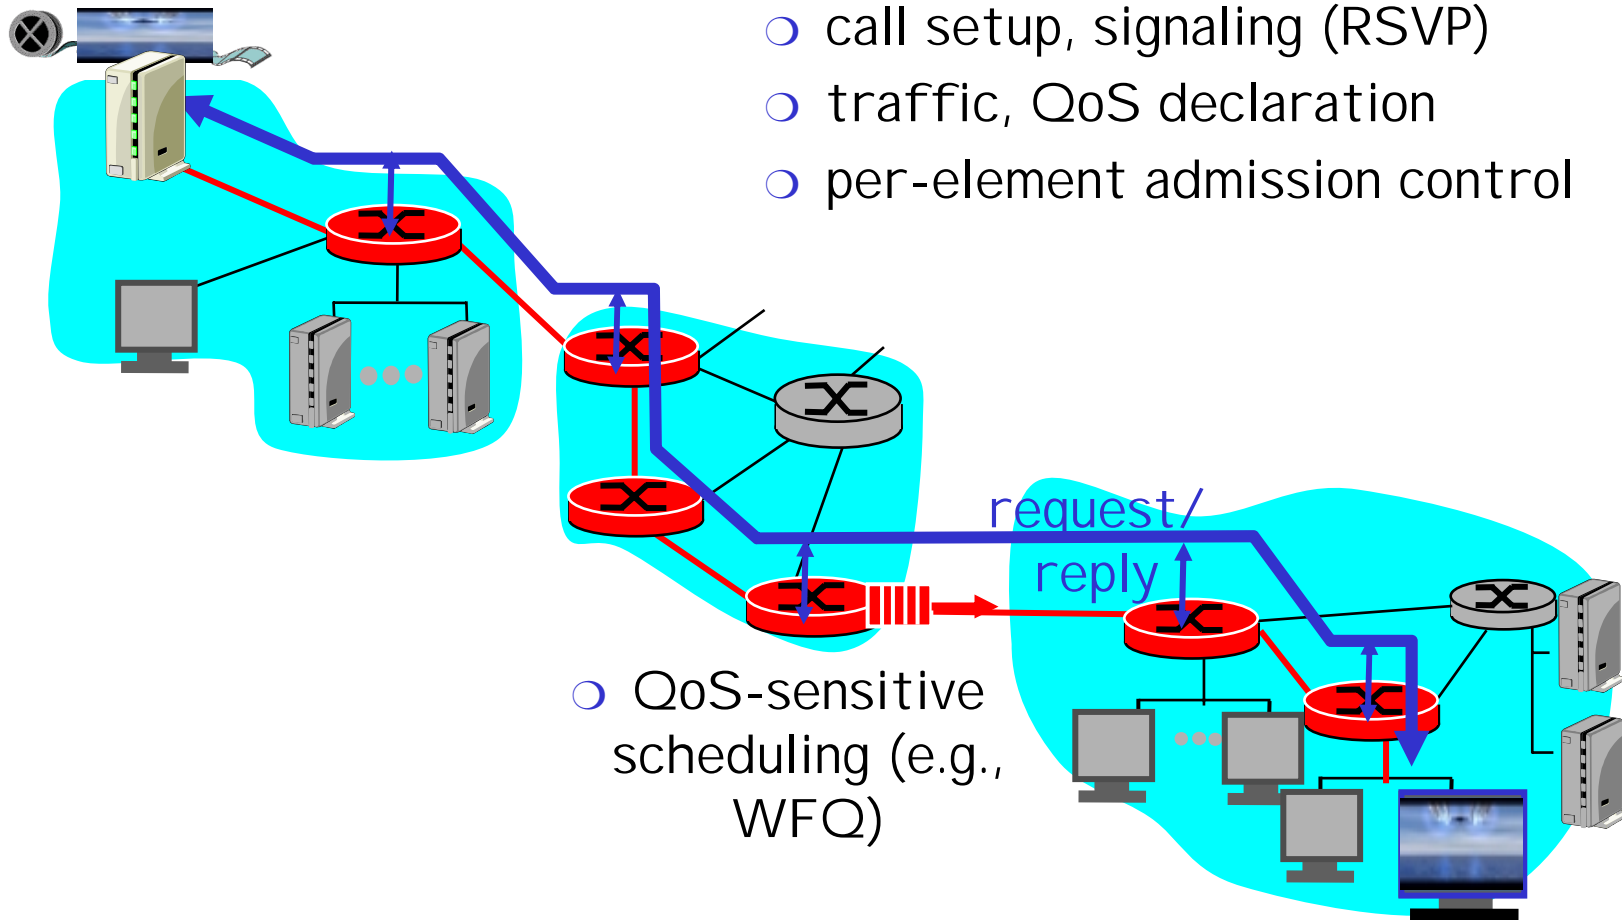 ❍ call setup, signaling (RSVP)
❍ traffic, QoS declaration
❍ per-element admission control
request/
reply
❍ QoS-sensitive
scheduling (e.g.,
WFQ)